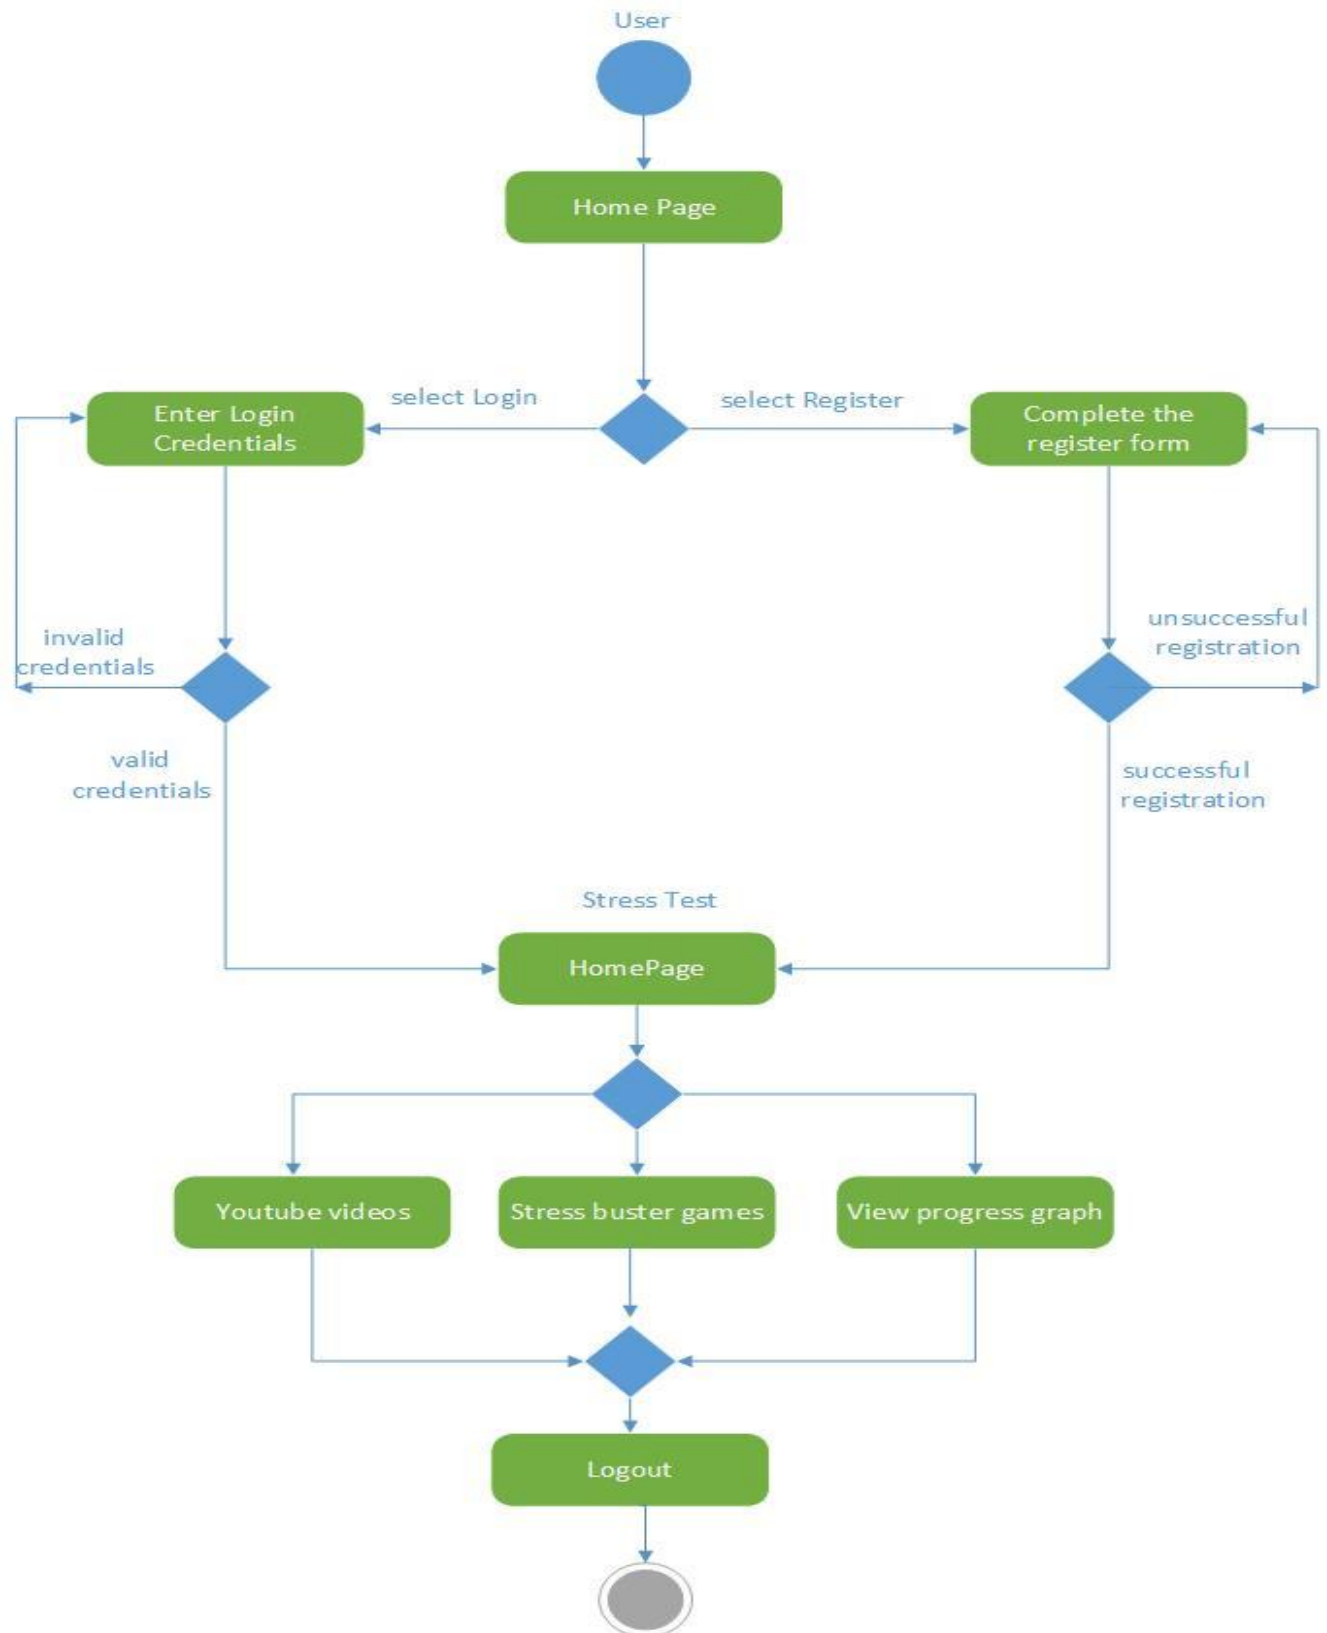 User
Home Page
select Login
select Register
Enter Login
Credentials
Complete the
register form
invalid
credentials
unsuccessful
registration
valid
credentials
successful
registration
Stress Test
HomePage
Youtube videos
Stress buster games
View progress graph
Logout